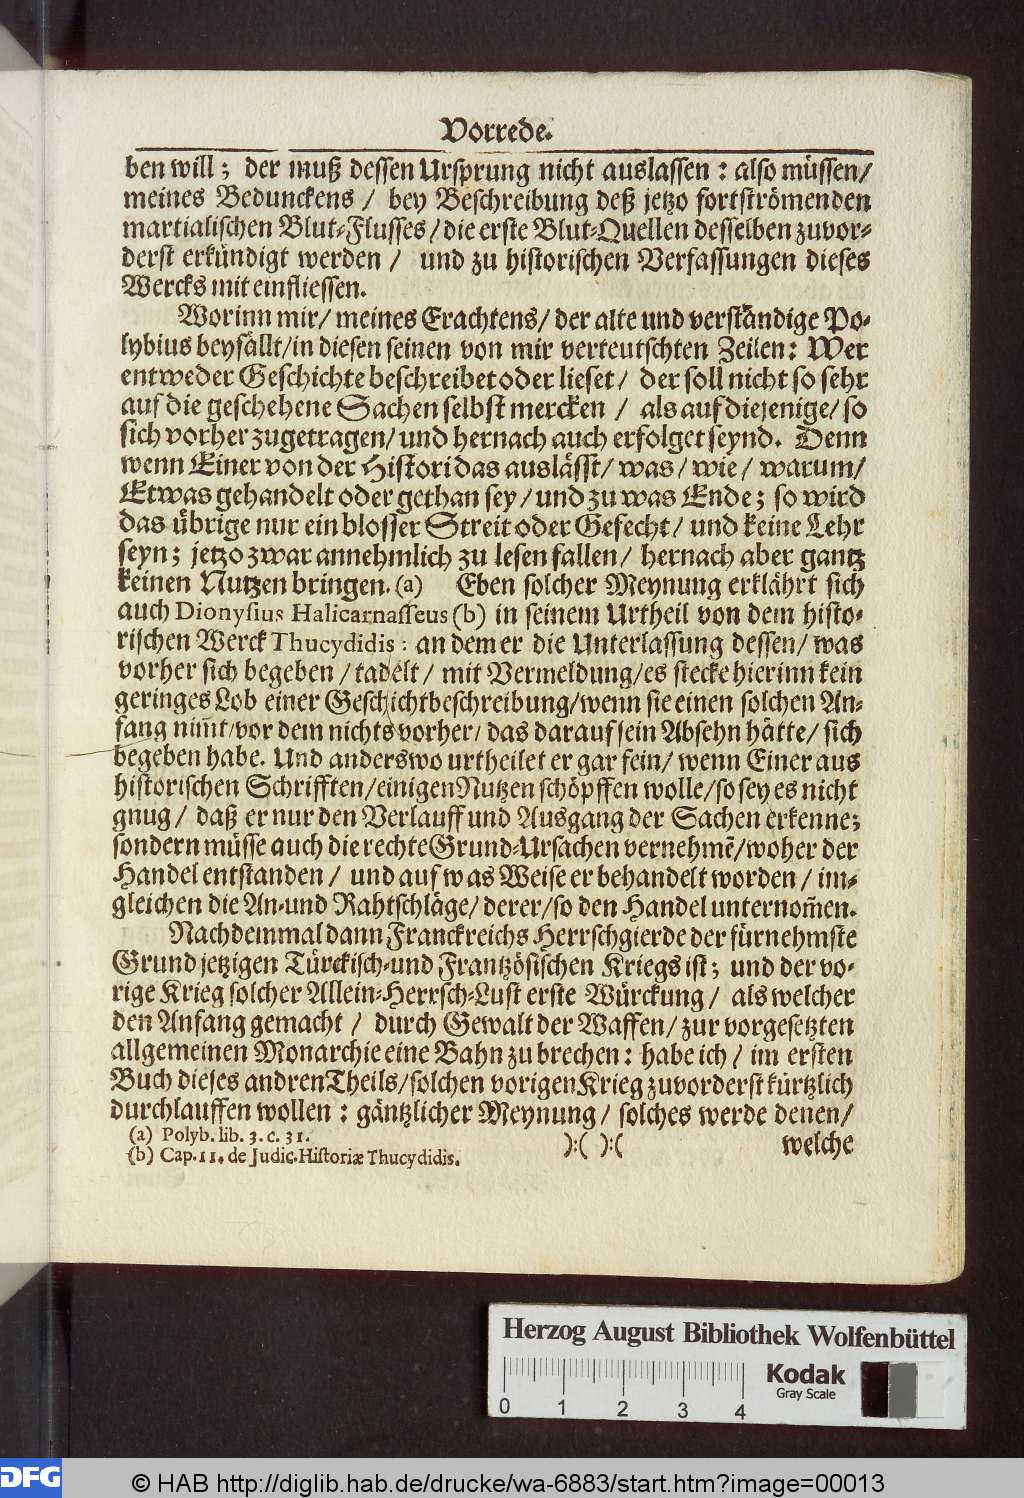 Vorrede.
ben will; der muß dessen Ursprung nicht auslassen: also müssen/
meines Bedunckens / bey Beschreibung deß jetzo fortströmenden
martialischen Blut-Flusses / die erste Blut-Quellen desselben zuvor-
derst erkündigt werden / und zu historischen Verfassungen dieses
Wercks mit einfliessen.
Worinn mir/ meines Erachtens/ der alte und verständige Po-
lybius beyfällt/in diesen seinen von mir verteutschten Zeilen: Wer
entweder Geschichte beschreibet oder lieset / der soll nicht so sehr
auf die geschehene Sachen selbst mercken / als auf diejenige/ so
sich vorher zugetragen/ und hernach auch erfolget seynd. Denn
wenn Einer von der Histori das auslässt/ was/ wie / warum/
Etwas gehandelt oder gethan sey / und zu was Ende; so wird
das übrige nur ein blosser Streit oder Gefecht/ und keine Lehr
seyn; jetzo zwar annehmlich zu lesen fallen/ hernach aber gantz
keinen Nutzen bringen. (a) Eben solcher Meynung erklährt sich
auch Dionysius Halicarnasseus (b) in seinem Urtheil von dem histo-
rischen Werck Thucydidis: an dem er die Unterlassung dessen/ was
vorher sich begeben / tadelt / mit Vermeldung/es stecke hierinn kein
geringes Lob einer Geschichtbeschreibung/wenn sie einen solchen An-
fang nim̃t/vor dem nichts vorher/ das darauf sein Absehn hätte/ sich
begeben habe. Und anderswo urtheilet er gar fein/ wenn Einer aus
historischen Schrifften/einigen Nutzen schöpffen wolle/so sey es nicht
gnug / daß er nur den Verlauff und Ausgang der Sachen erkenne;
sondern müsse auch die rechte Grund-Ursachen vernehmẽ/woher der
Handel entstanden / und auf was Weise er behandelt worden / im-
gleichen die An-und Rahtschläge/ derer/so den Handel unternom̃en.
Nachdemmal dann Franckreichs Herrschgierde der fürnehmste
Grund jetzigen Türckisch-und Frantzösischen Kriegs ist; und der vo-
rige Krieg solcher Allein-Herrsch-Lust erste Würckung / als welcher
den Anfang gemacht / durch Gewalt der Waffen/ zur vorgesetzten
allgemeinen Monarchie eine Bahn zu brechen: habe ich / im ersten
Buch dieses andren Theils/solchen vorigen Krieg zuvorderst kürtzlich
durchlauffen wollen: gäntzlicher Meynung/ solches werde denen/
(a) Polyb. lib. 3. c. 31.
(b) Cap. 11. de Judic. Historiæ Thucydidis.
):( ):(
welche
Herzog August Bibliothek Wolfenbüttel
Kodak
Gray Scale
0 1 2 3 4
DFG
© HAB http://diglib.hab.de/drucke/wa-6883/start.htm?image=00013